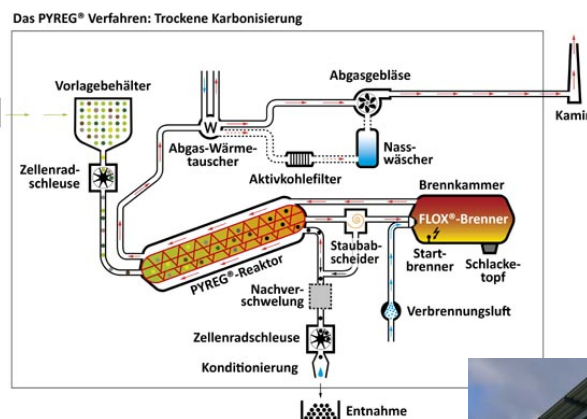 Das PYREG® Verfahren: Trockene Karbonisierung
Vorlagebehälter
Abgasgebläse
Kamin
W
Abgas-Wärme-
tauscher
Nass-
wäscher
Aktivkohlefilter
Zellenrad
schleuse
Brennkammer
FLOX®-Brenner
Staubab-
scheider
Start-
brenner
Schlacke-
topf
PYREG®-Reaktor
Nachver-
schwelung
Verbrennungsluft
Zellenradschleuse
Konditionierung
Entnahme